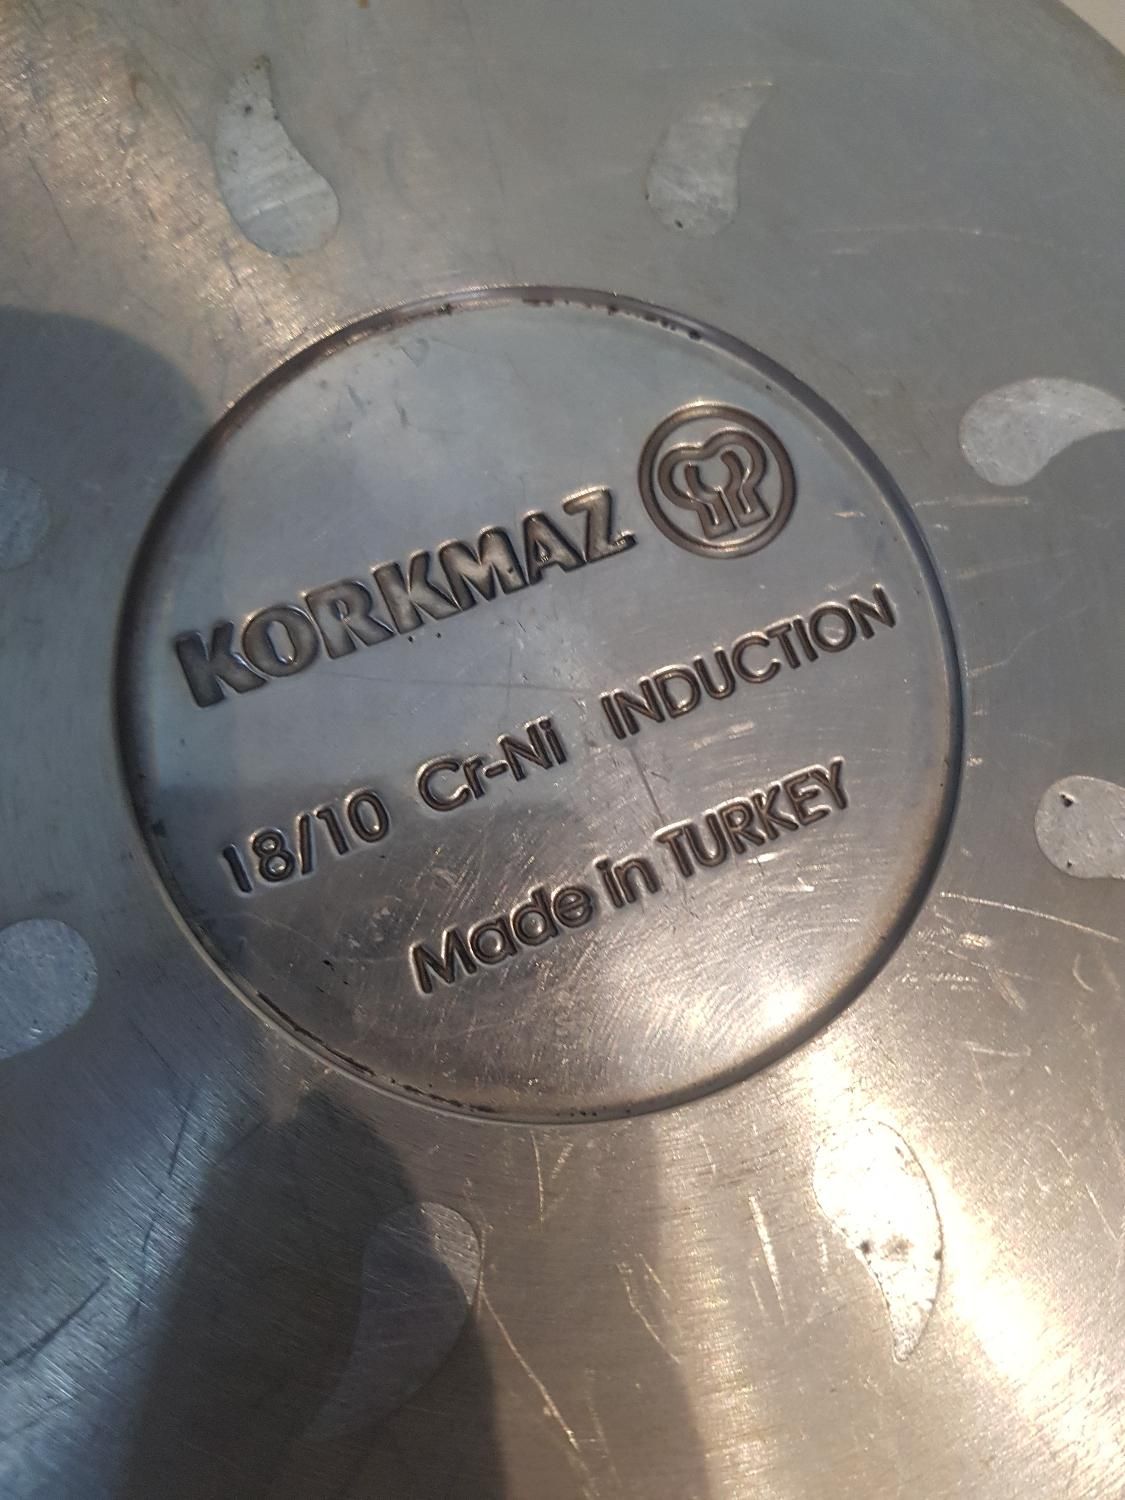 KORKMAZ
18/10 Cr-Ni INDUCTION
Made in TURKEY